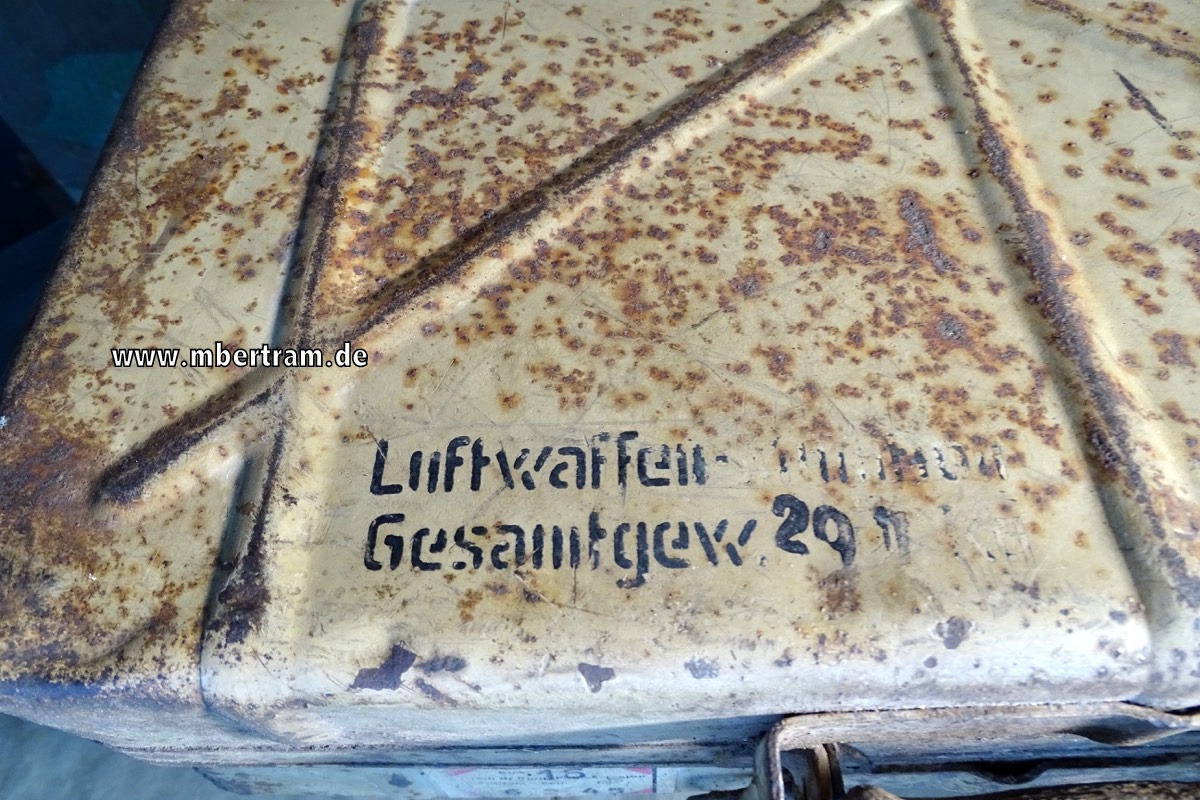 www.mbertram.de
Luftwaffen-
Gesamtgew. 29